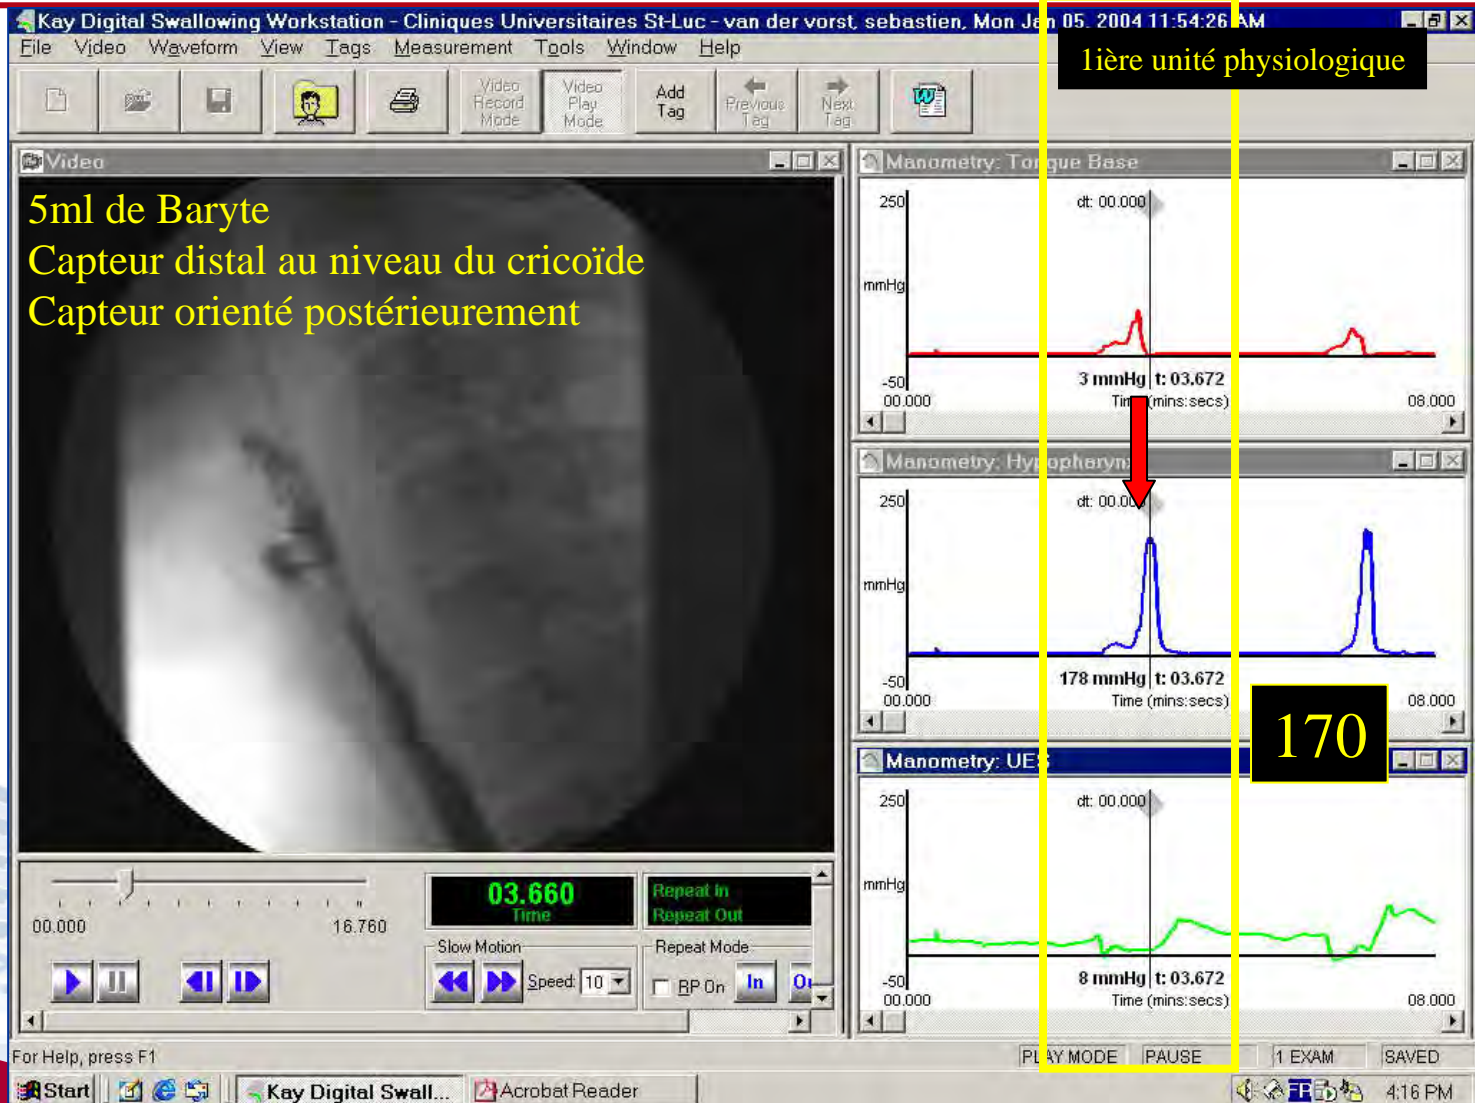 Kay Digital Swallowing Workstation - Cliniques Universitaires St-Luc - van der vorst, sebastien, Mon Jan 05. 2004 11:54:26 AM
File Video Waveform View Tags Measurement Tools Window Help
1ière unité physiologique
Video Record Mode
Video Play Mode
Add Tag
Previous Tag
Next Tag
Video
5ml de Baryte
Capteur distal au niveau du cricoïde
Capteur orienté postérieurement
Manometry: Tongue Base
250
dt: 00.000
mmHg
-50
3 mmHg t: 03.672
00.000
Time (mins:secs)
08.000
Manometry: Hypopharynx
250
dt: 00.000
mmHg
-50
178 mmHg t: 03.672
00.000
Time (mins:secs)
08.000
170
Manometry: UES
250
dt: 00.000
mmHg
-50
8 mmHg t: 03.672
00.000
Time (mins:secs)
08.000
00.000
16.760
03.660
Time
Repeat In
Repeat Out
Slow Motion
Speed: 10
Repeat Mode
RP On
In
For Help, press F1
PLAY MODE PAUSE 1 EXAM SAVED
Start
Kay Digital Swall...
Acrobat Reader
FR
4:16 PM